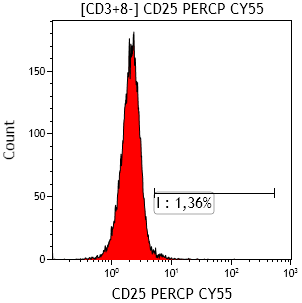 [CD3+8-] CD25 PERCP CY55
Count
150
100
50
0
I : 1,36%
10⁰ 10¹ 10² 10³
CD25 PERCP CY55